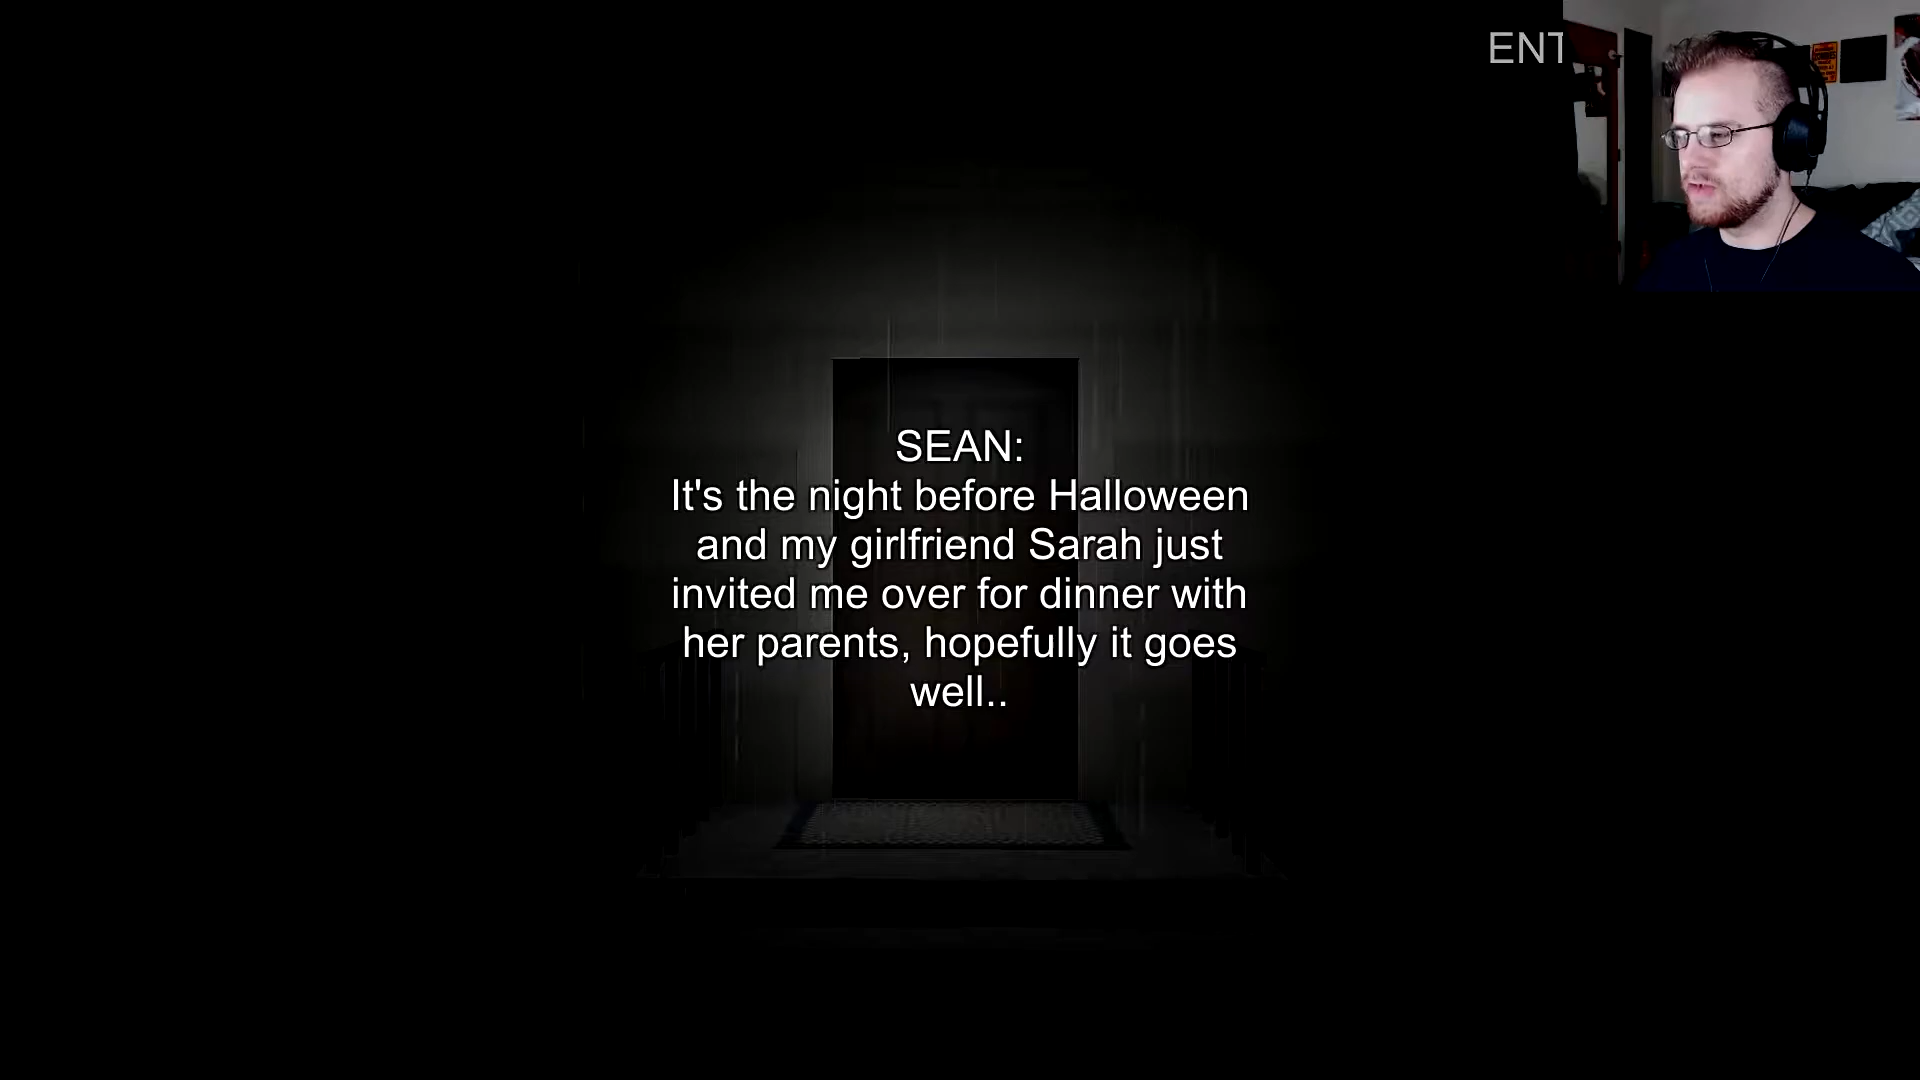 ENT
SEAN:
It's the night before Halloween
and my girlfriend Sarah just
invited me over for dinner with
her parents, hopefully it goes
well..